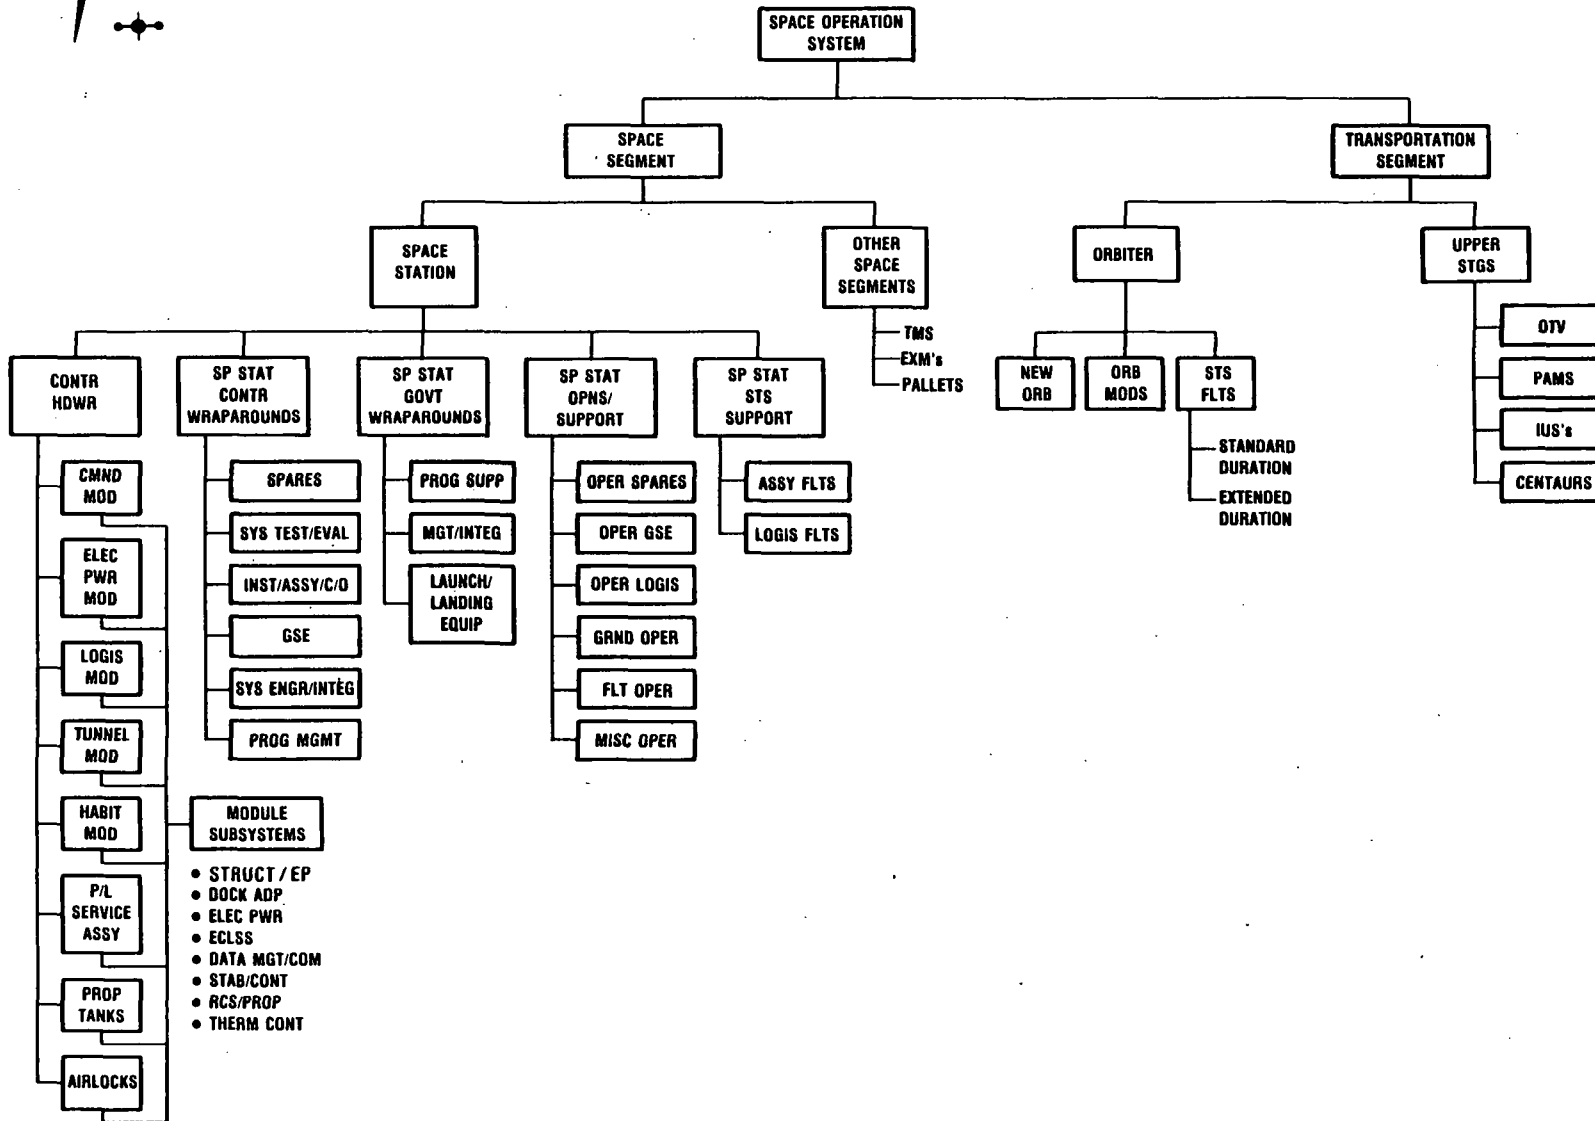 SPACE OPERATION
SYSTEM
SPACE
SEGMENT
TRANSPORTATION
SEGMENT
SPACE
STATION
OTHER
SPACE
SEGMENTS
TMS
EXM's
PALLETS
ORBITER
UPPER
STGS
OTV
PAMS
IUS's
CENTAURS
NEW
ORB
ORB
MODS
STS
FLTS
STANDARD
DURATION
EXTENDED
DURATION
CONTR
HDWR
SP STAT
CONTR
WRAPAROUNDS
SP STAT
GOVT
WRAPAROUNDS
SP STAT
OPNS/
SUPPORT
SP STAT
STS
SUPPORT
CMND
MOD
ELEC
PWR
MOD
LOGIS
MOD
TUNNEL
MOD
HABIT
MOD
P/L
SERVICE
ASSY
PROP
TANKS
AIRLOCKS
SPARES
SYS TEST/EVAL
INST/ASSY/C/O
GSE
SYS ENGR/INTEG
PROG MGMT
PROG SUPP
MGT/INTEG
LAUNCH/
LANDING
EQUIP
OPER SPARES
OPER GSE
OPER LOGIS
GRND OPER
FLT OPER
MISC OPER
ASSY FLTS
LOGIS FLTS
MODULE
SUBSYSTEMS
• STRUCT / EP
• DOCK ADP
• ELEC PWR
• ECLSS
• DATA MGT/COM
• STAB/CONT
• RCS/PROP
• THERM CONT